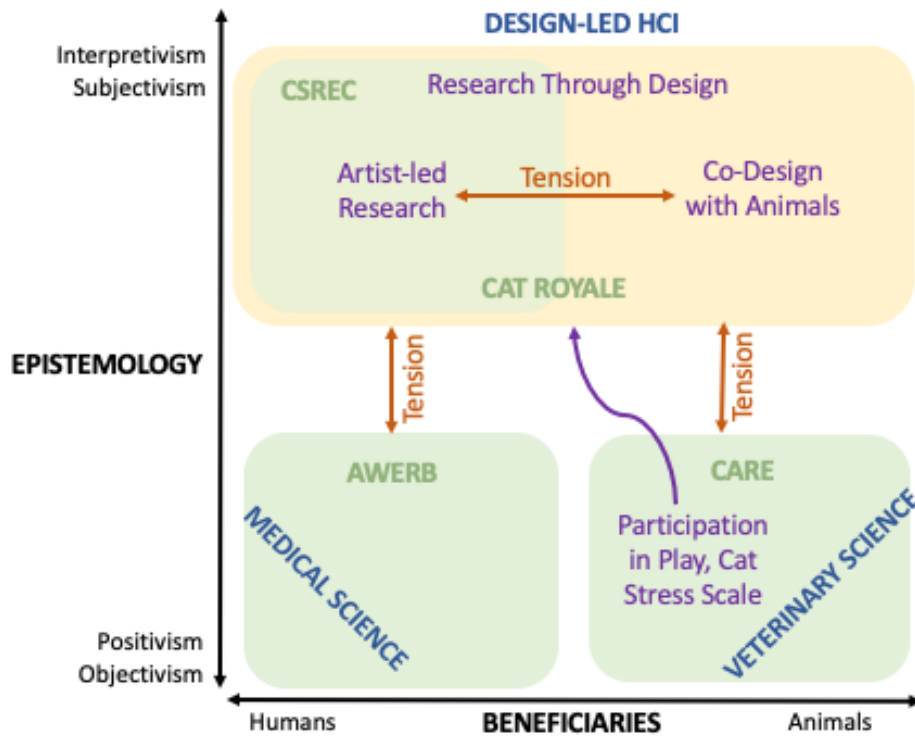 DESIGN-LED HCI
Interpretivism
Subjectivism
CSREC
Research Through Design
Artist-led
Research
Tension
Co-Design
with Animals
CAT ROYALE
EPISTEMOLOGY
Tension
Tension
AWERB
MEDICAL SCIENCE
CARE
Participation
in Play, Cat
Stress Scale
VETERINARY SCIENCE
Positivism
Objectivism
Humans
BENEFICIARIES
Animals